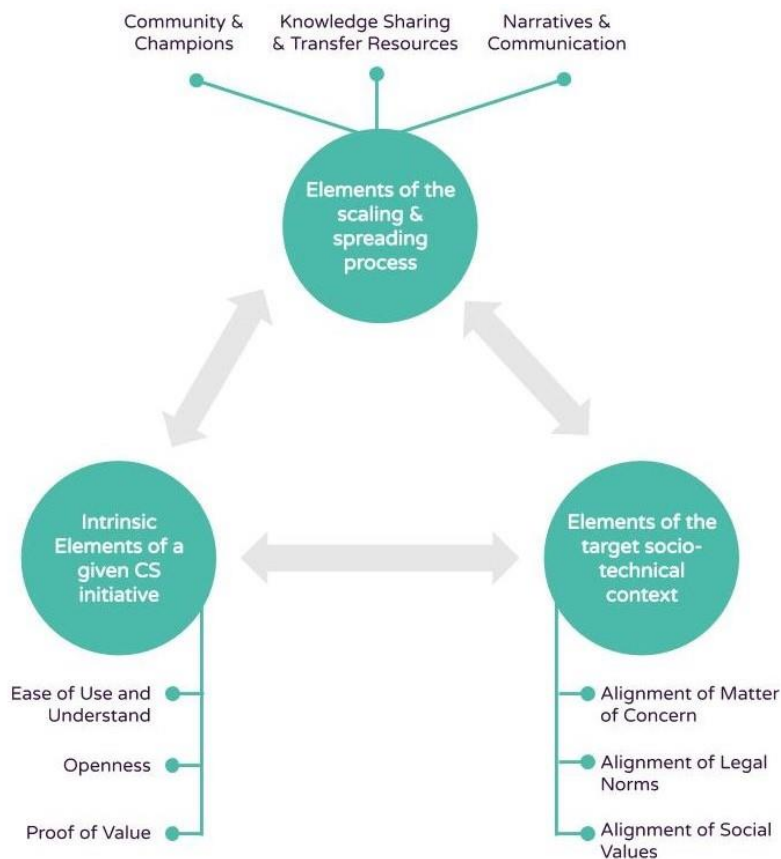 Community &
Champions
Knowledge Sharing
& Transfer Resources
Narratives &
Communication
Elements of the
scaling &
spreading
process
Intrinsic
Elements of a
given CS
initiative
Elements of the
target socio-
technical
context
Ease of Use and
Understand
Openness
Proof of Value
Alignment of Matter
of Concern
Alignment of Legal
Norms
Alignment of Social
Values